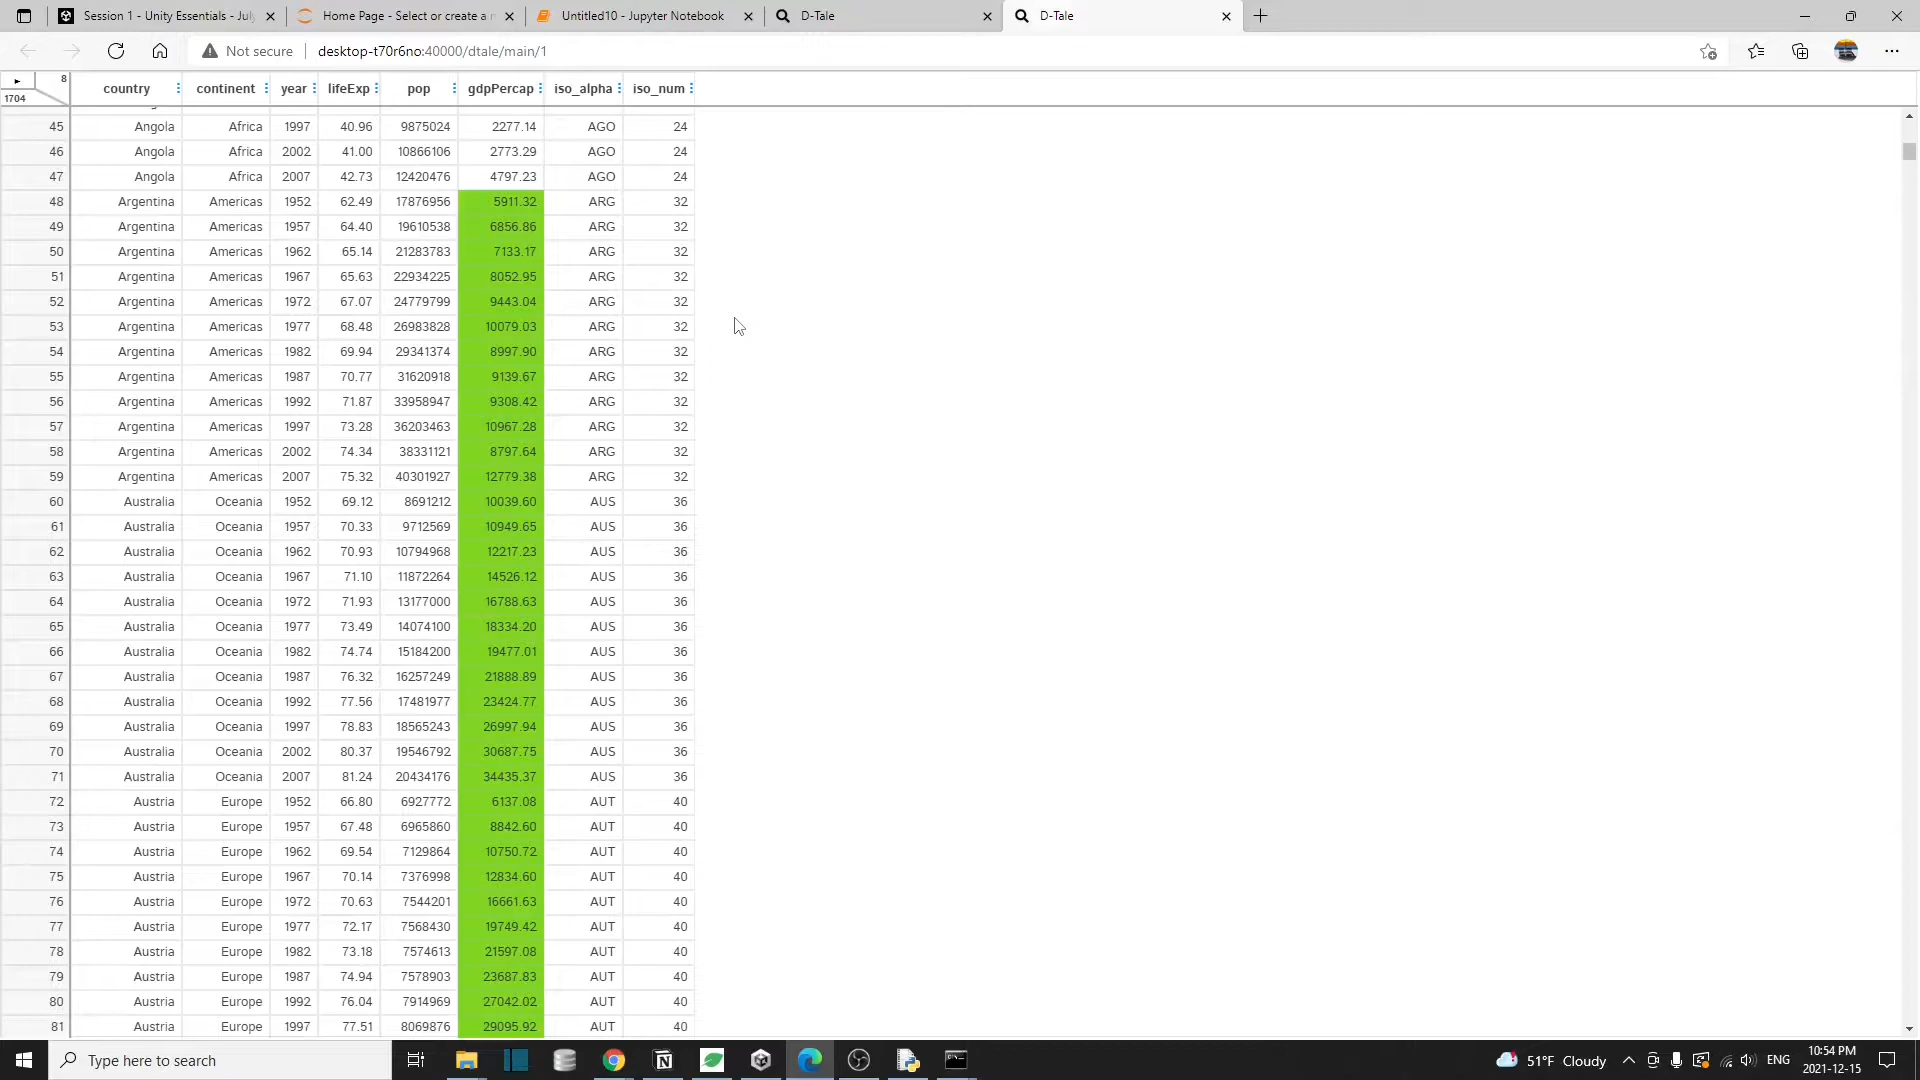 Session 1 - Unity Essentials - July
Home Page - Select or create a n
Untitled10 - Jupyter Notebook
D-Tale
D-Tale
Not secure
desktop-t70r6no:40000/dtale/main/1
8
1704
country continent year lifeExp pop gdpPercap iso_alpha iso_num
45 Angola Africa 1997 40.96 9875024 2277.14 AGO 24
46 Angola Africa 2002 41.00 10866106 2773.29 AGO 24
47 Angola Africa 2007 42.73 12420476 4797.23 AGO 24
48 Argentina Americas 1952 62.49 17876956 5911.32 ARG 32
49 Argentina Americas 1957 64.40 19610538 6856.86 ARG 32
50 Argentina Americas 1962 65.14 21283783 7133.17 ARG 32
51 Argentina Americas 1967 65.63 22934225 8052.95 ARG 32
52 Argentina Americas 1972 67.07 24779799 9443.04 ARG 32
53 Argentina Americas 1977 68.48 26983828 10079.03 ARG 32
54 Argentina Americas 1982 69.94 29341374 8997.90 ARG 32
55 Argentina Americas 1987 70.77 31620918 9139.67 ARG 32
56 Argentina Americas 1992 71.87 33958947 9308.42 ARG 32
57 Argentina Americas 1997 73.28 36203463 10967.28 ARG 32
58 Argentina Americas 2002 74.34 38331121 8797.64 ARG 32
59 Argentina Americas 2007 75.32 40301927 12779.38 ARG 32
60 Australia Oceania 1952 69.12 8691212 10039.60 AUS 36
61 Australia Oceania 1957 70.33 9712569 10949.65 AUS 36
62 Australia Oceania 1962 70.93 10794968 12217.23 AUS 36
63 Australia Oceania 1967 71.10 11872264 14526.12 AUS 36
64 Australia Oceania 1972 71.93 13177000 16788.63 AUS 36
65 Australia Oceania 1977 73.49 14074100 18334.20 AUS 36
66 Australia Oceania 1982 74.74 15184200 19477.01 AUS 36
67 Australia Oceania 1987 76.32 16257249 21888.89 AUS 36
68 Australia Oceania 1992 77.56 17481977 23424.77 AUS 36
69 Australia Oceania 1997 78.83 18565243 26997.94 AUS 36
70 Australia Oceania 2002 80.37 19546792 30687.75 AUS 36
71 Australia Oceania 2007 81.24 20434176 34435.37 AUS 36
72 Austria Europe 1952 66.80 6927772 6137.08 AUT 40
73 Austria Europe 1957 67.48 6965860 8842.60 AUT 40
74 Austria Europe 1962 69.54 7129864 10750.72 AUT 40
75 Austria Europe 1967 70.14 7376998 12834.60 AUT 40
76 Austria Europe 1972 70.63 7544201 16661.63 AUT 40
77 Austria Europe 1977 72.17 7568430 19749.42 AUT 40
78 Austria Europe 1982 73.18 7574613 21597.08 AUT 40
79 Austria Europe 1987 74.94 7578903 23687.83 AUT 40
80 Austria Europe 1992 76.04 7914969 27042.02 AUT 40
81 Austria Europe 1997 77.51 8069876 29095.92 AUT 40
Type here to search
51°F Cloudy
ENG
10:54 PM
2021-12-15